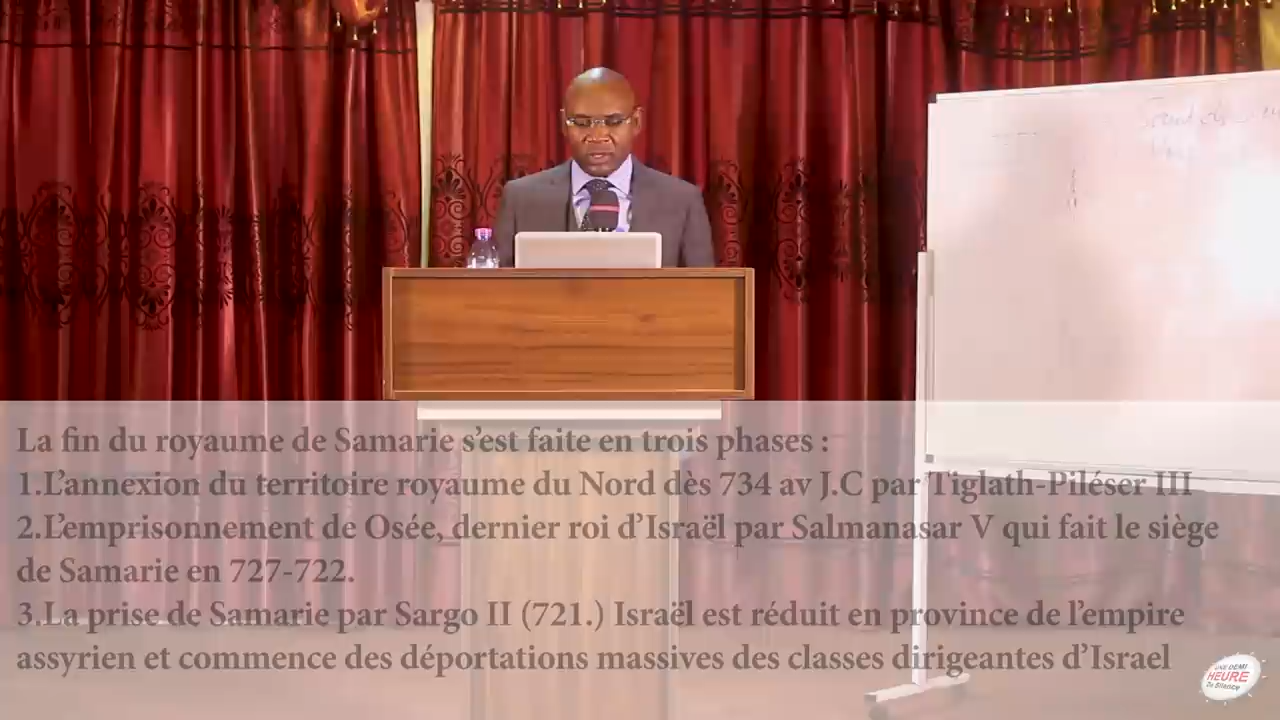 La fin du royaume de Samarie s'est faite en trois phases :
1.L'annexion du territoire royaume du Nord dès 734 av J.C par Tiglath-Piléser III
2.L'emprisonnement de Osée, dernier roi d'Israël par Salmanasar V qui fait le siège
de Samarie en 727-722.
3.La prise de Samarie par Sargo II (721.) Israël est réduit en province de l'empire
assyrien et commence des déportations massives des classes dirigeantes d'Israel
UNE DEMI
HEURE
De Silence